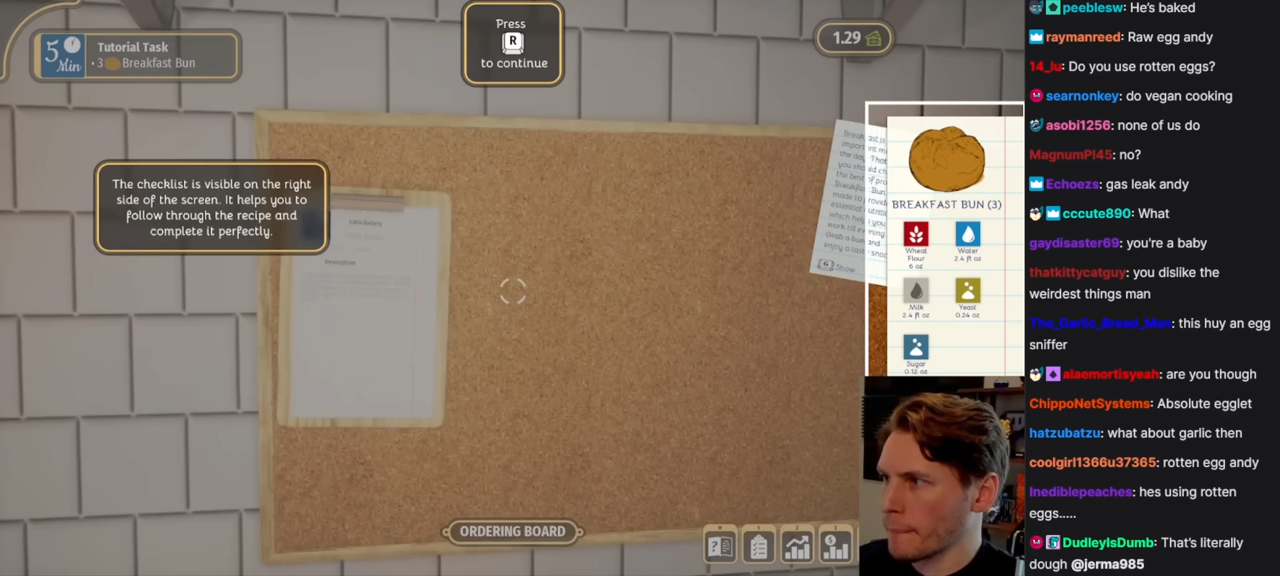 Press
R
to continue
5
Min
Tutorial Task
• 3 Breakfast Bun
1.29
The checklist is visible on the right
side of the screen. It helps you to
follow through the recipe and
complete it perfectly.
Description
Show
BREAKFAST BUN (3)
Wheat
Flour
6 oz
Water
2.4 fl oz
Milk
2.4 fl oz
Yeast
0.24 oz
Sugar
0.12 oz
ORDERING BOARD
peeblesw: He's baked
raymanreed: Raw egg andy
14_lu: Do you use rotten eggs?
searnonkey: do vegan cooking
asobi1256: none of us do
MagnumPI45: no?
Echoezs: gas leak andy
cccute890: What
gaydisaster69: you're a baby
thatkittycatguy: you dislike the
weirdest things man
The_Garlic_Bread_Man: this huy an egg
sniffer
alaemortisyeah: are you though
ChippoNetSystems: Absolute egglet
hatzubatzu: what about garlic then
coolgirl1366u37365: rotten egg andy
Inediblepeaches: hes using rotten
eggs.....
DudleyIsDumb: That's literally
dough @jerma985